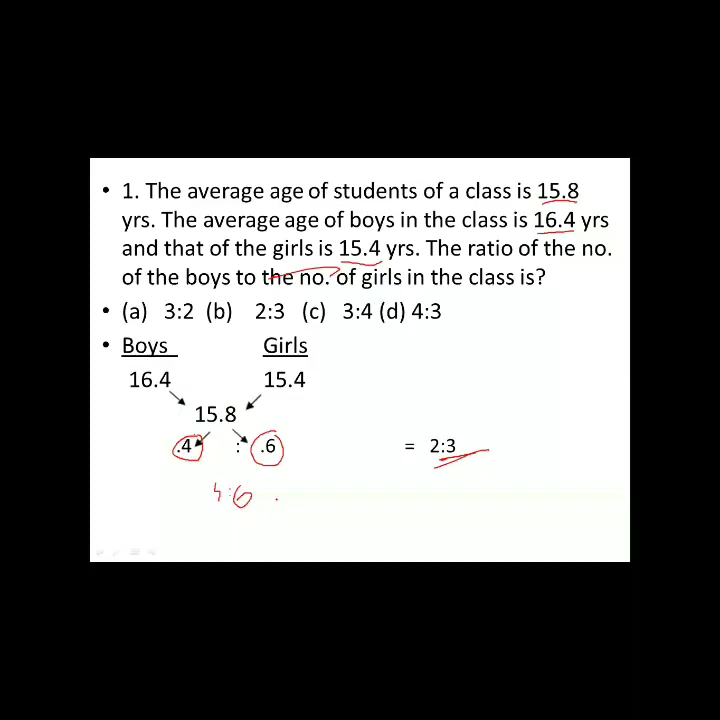 • 1. The average age of students of a class is 15.8
yrs. The average age of boys in the class is 16.4 yrs
and that of the girls is 15.4 yrs. The ratio of the no.
of the boys to the no. of girls in the class is?
• (a) 3:2 (b) 2:3 (c) 3:4 (d) 4:3
• Boys Girls
16.4 15.4
15.8
.4 : .6 = 2:3
4:6